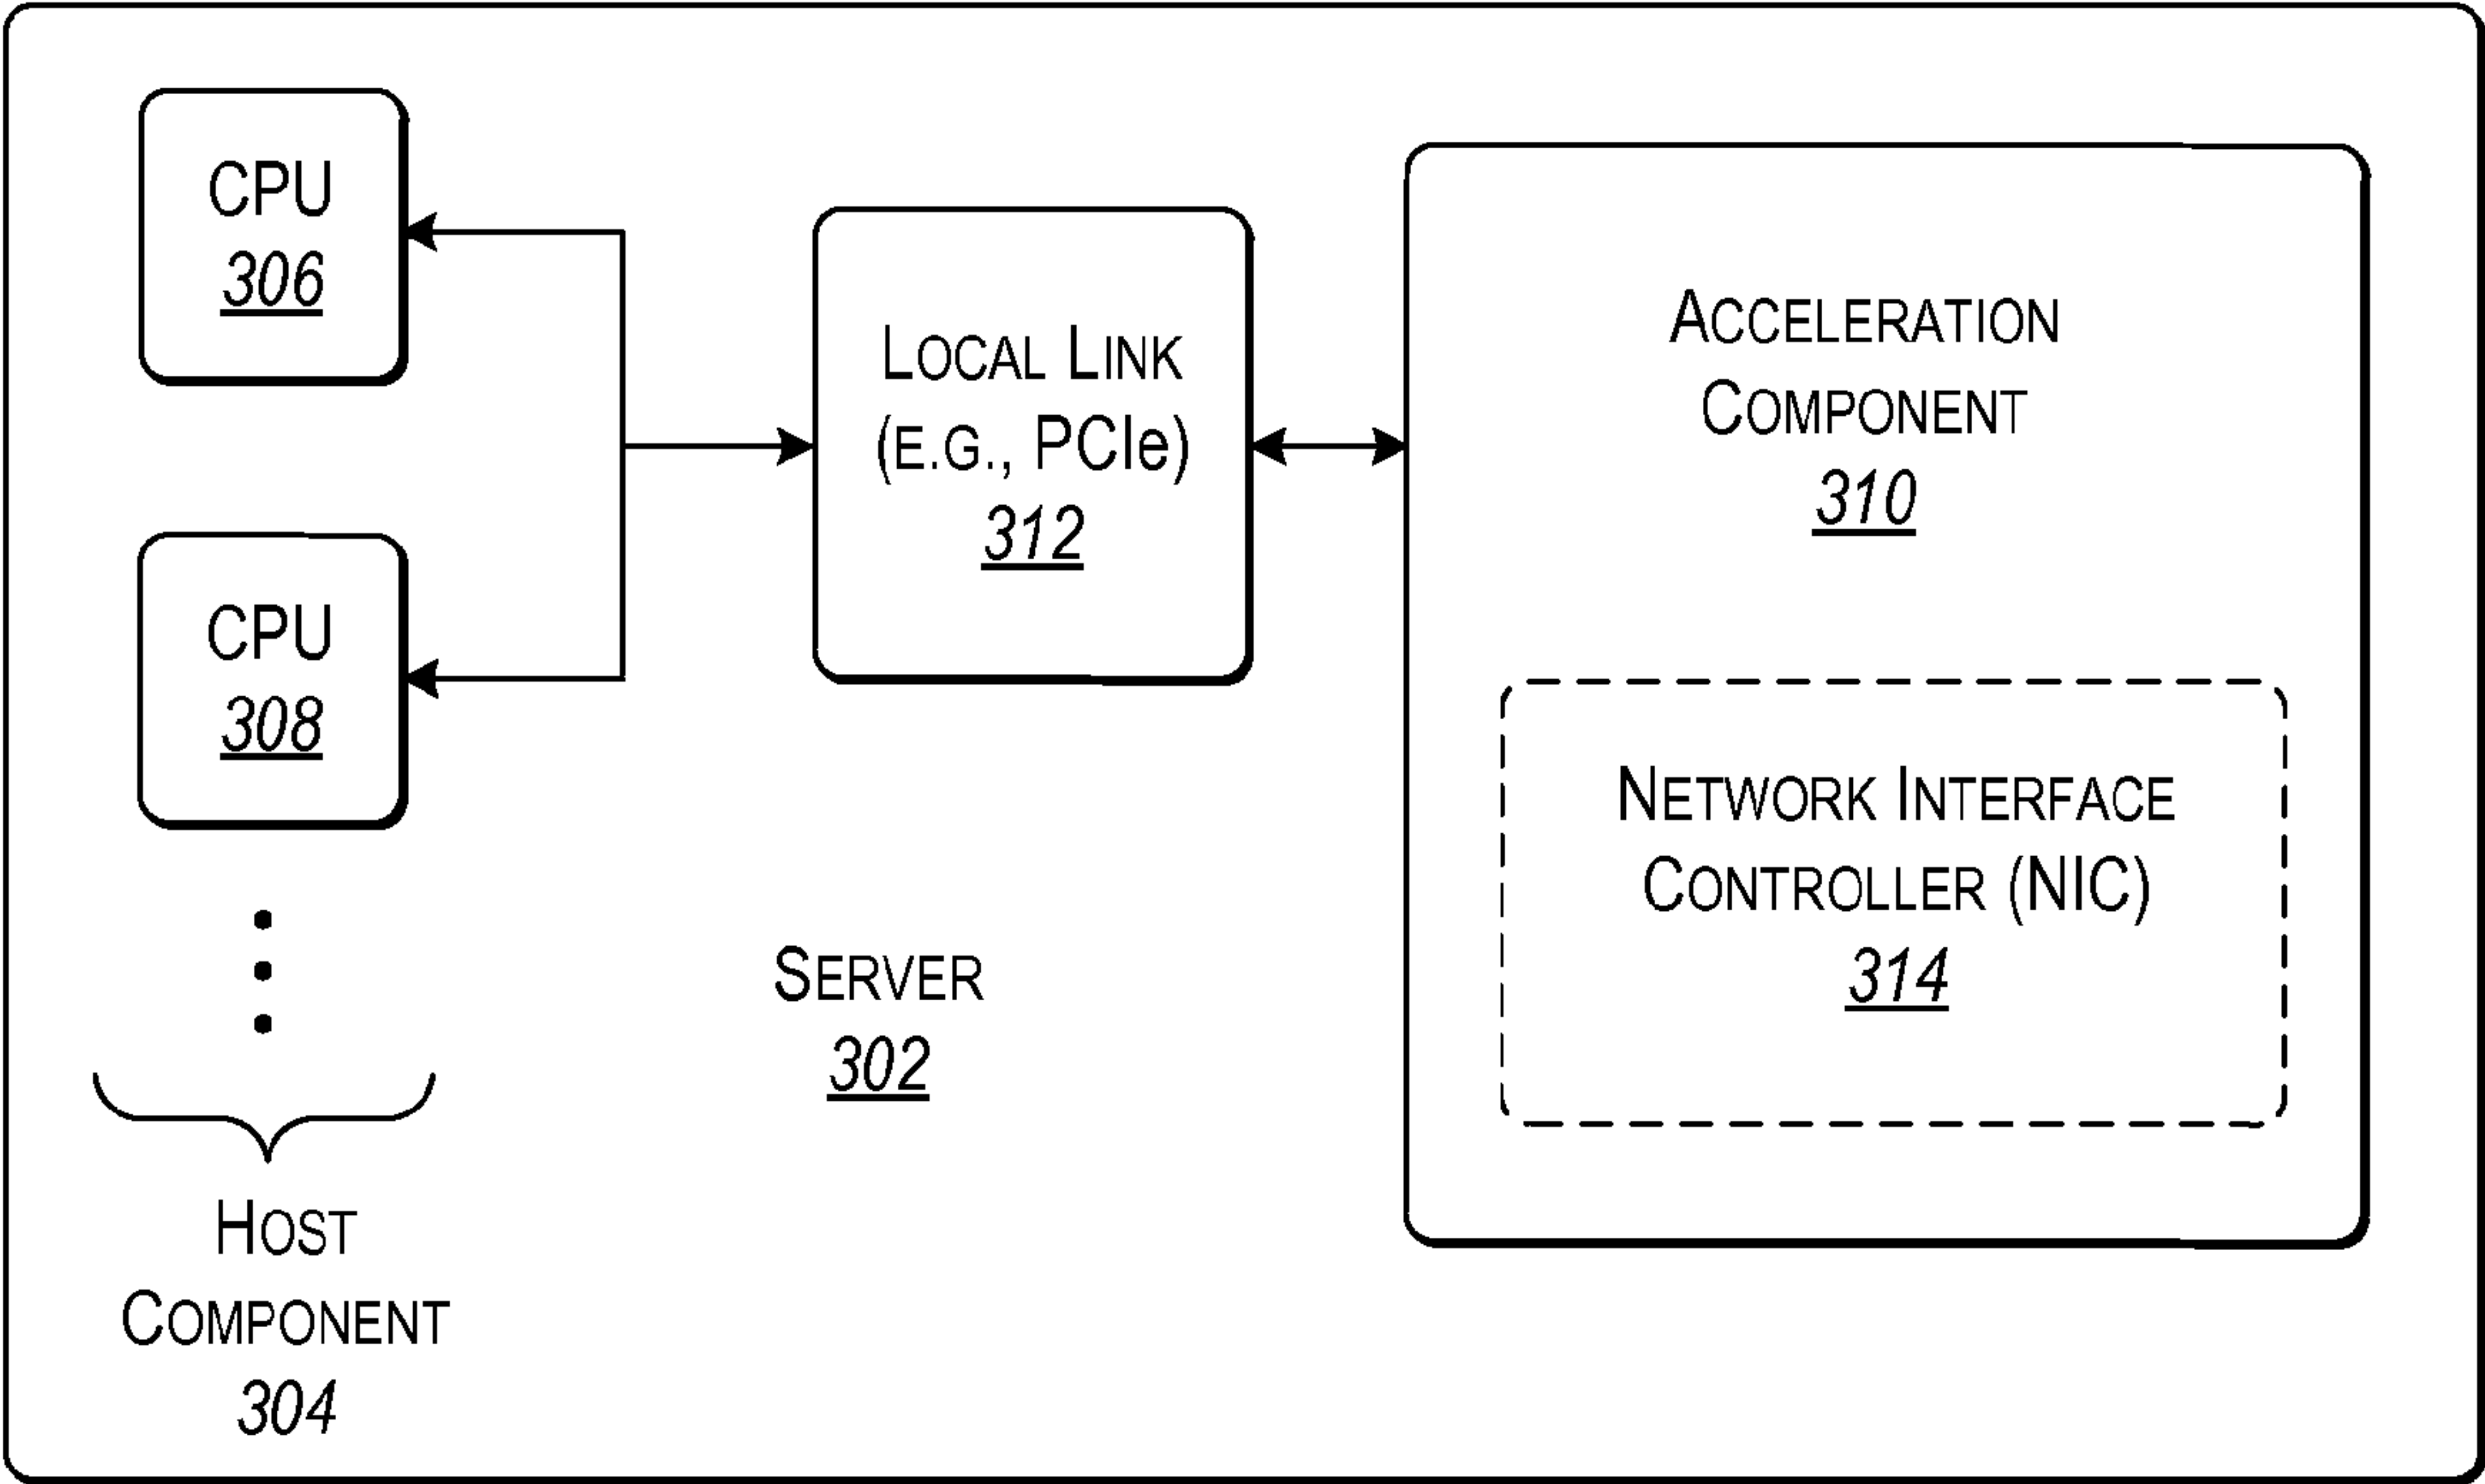 CPU
306
CPU
308
LOCAL LINK
(E.G., PCIe)
312
ACCELERATION
COMPONENT
310
NETWORK INTERFACE
CONTROLLER (NIC)
314
SERVER
302
HOST
COMPONENT
304